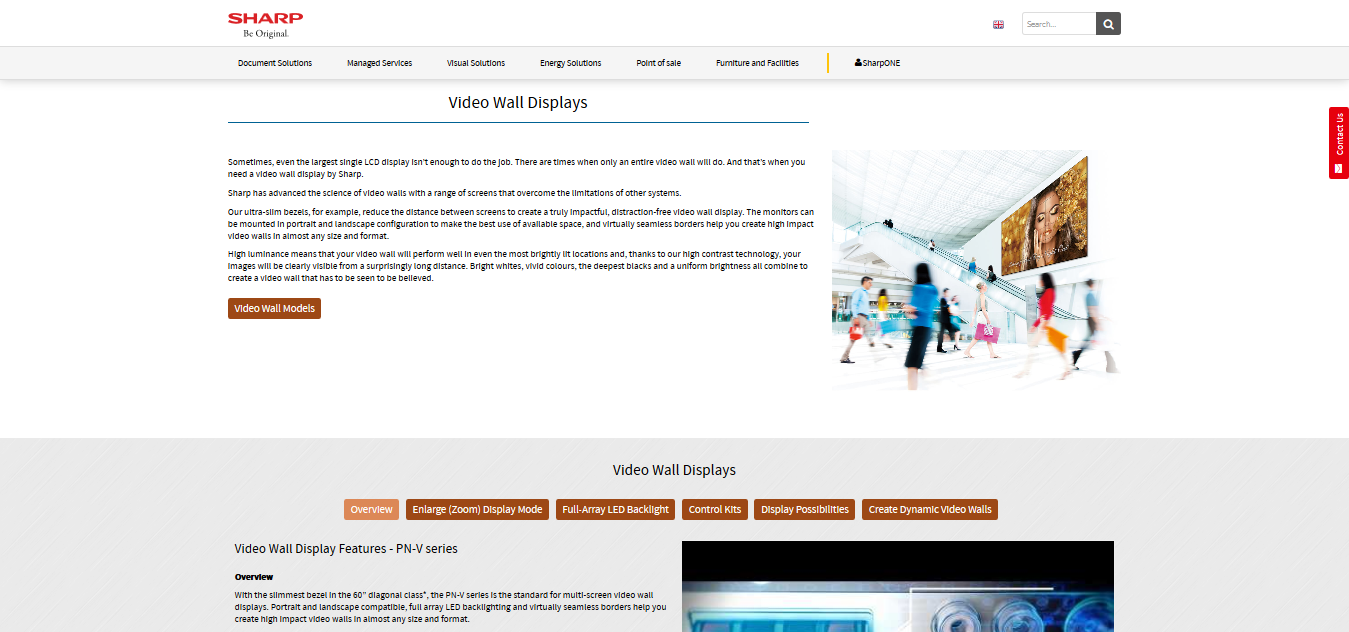 SHARP
Be Original.
Search...
Document Solutions
Managed Services
Visual Solutions
Energy Solutions
Point of sale
Furniture and Facilities
SharpONE
Contact Us
Video Wall Displays
Sometimes, even the largest single LCD display isn't enough to do the job. There are times when only an entire video wall will do. And that's when you
need a video wall display by Sharp.
Sharp has advanced the science of video walls with a range of screens that overcome the limitations of other systems.
Our ultra-slim bezels, for example, reduce the distance between screens to create a truly impactful, distraction-free video wall display. The monitors can
be mounted in portrait and landscape configuration to make the best use of available space, and virtually seamless borders help you create high impact
video walls in almost any size and format.
High luminance means that your video wall will perform well in even the most brightly lit locations and, thanks to our high contrast technology, your
images will be clearly visible from a surprisingly long distance. Bright whites, vivid colours, the deepest blacks and a uniform brightness all combine to
create a video wall that has to be seen to be believed.
Video Wall Models
Video Wall Displays
Overview
Enlarge (Zoom) Display Mode
Full-Array LED Backlight
Control Kits
Display Possibilities
Create Dynamic Video Walls
Video Wall Display Features - PN-V series
Overview
With the slimmest bezel in the 60" diagonal class*, the PN-V series is the standard for multi-screen video wall
displays. Portrait and landscape compatible, full array LED backlighting and virtually seamless borders help you
create high impact video walls in almost any size and format.